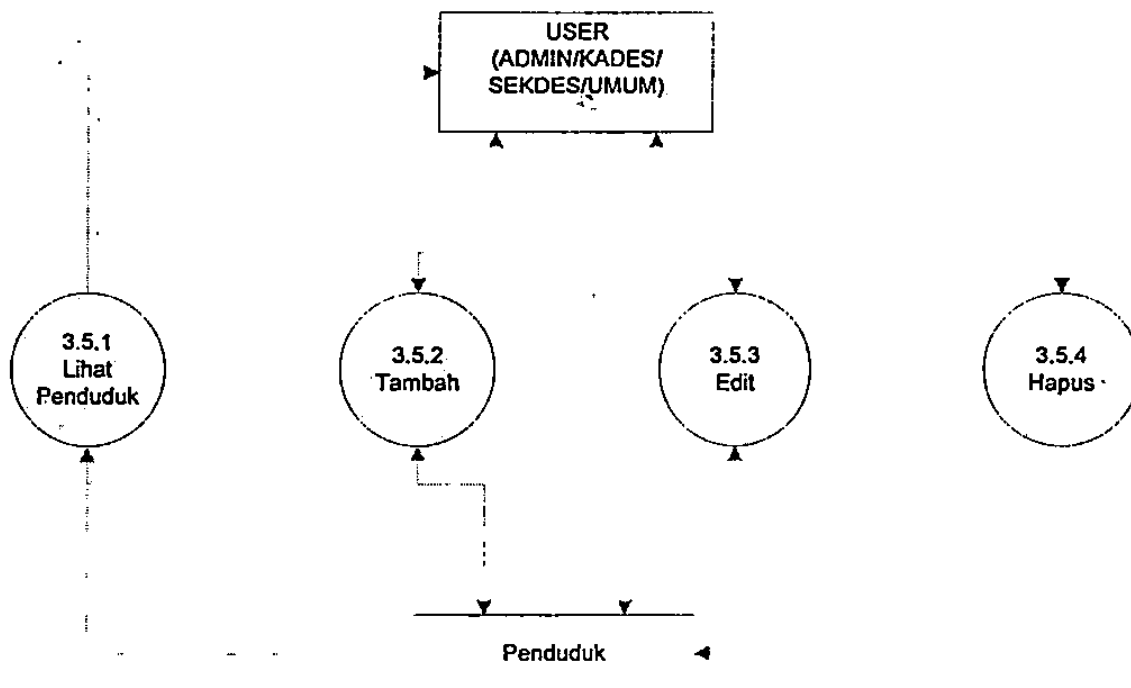 USER
(ADMIN/KADES/
SEKDES/UMUM)
3.5.1
Lihat
Penduduk
3.5.2
Tambah
3.5.3
Edit
3.5.4
Hapus
Penduduk